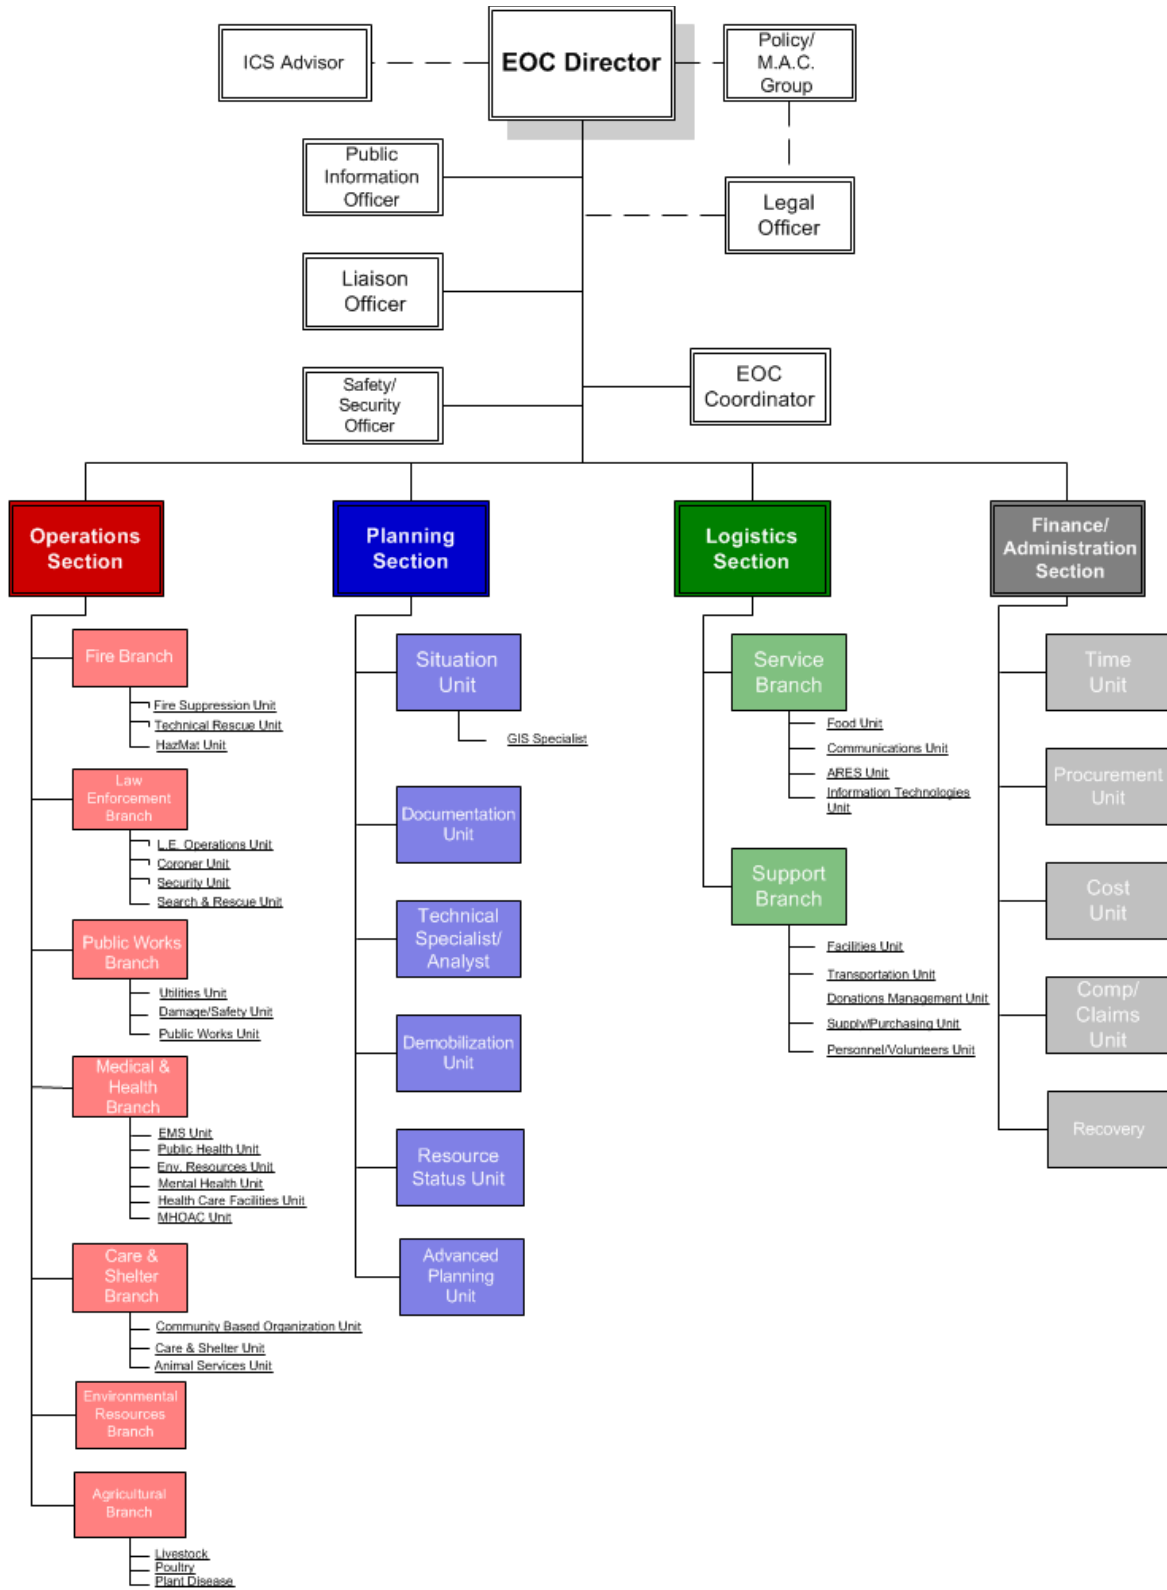 ICS Advisor
EOC Director
Policy/
M.A.C.
Group
Public
Information
Officer
Legal
Officer
Liaison
Officer
EOC
Coordinator
Safety/
Security
Officer
Operations
Section
Fire Branch
Fire Suppression Unit
Technical Rescue Unit
HazMat Unit
Law
Enforcement
Branch
L.E. Operations Unit
Coroner Unit
Security Unit
Search & Rescue Unit
Public Works
Branch
Utilities Unit
Damage/Safety Unit
Public Works Unit
Medical &
Health
Branch
EMS Unit
Public Health Unit
Env. Resources Unit
Mental Health Unit
Health Care Facilities Unit
MHOAC Unit
Care &
Shelter
Branch
Community Based Organization Unit
Care & Shelter Unit
Animal Services Unit
Environmental
Resources
Branch
Agricultural
Branch
Livestock
Poultry
Plant Disease
Planning
Section
Situation
Unit
GIS Specialist
Documentation
Unit
Technical
Specialist/
Analyst
Demobilization
Unit
Resource
Status Unit
Advanced
Planning
Unit
Logistics
Section
Service
Branch
Food Unit
Communications Unit
ARES Unit
Information Technologies
Unit
Support
Branch
Facilities Unit
Transportation Unit
Donations Management Unit
Supply/Purchasing Unit
Personnel/Volunteers Unit
Finance/
Administration
Section
Time
Unit
Procurement
Unit
Cost
Unit
Comp/
Claims
Unit
Recovery